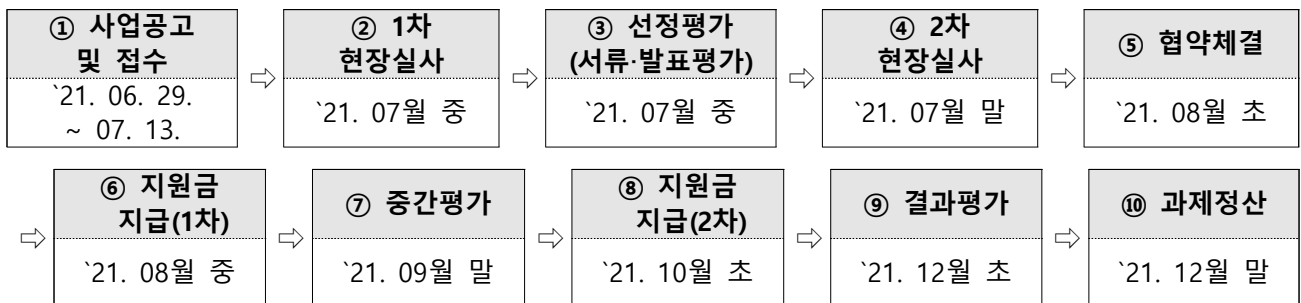 ① 사업공고
및 접수
`21. 06. 29.
~ 07. 13.
⇨
② 1차
현장실사
`21. 07월 중
⇨
③ 선정평가
(서류·발표평가)
`21. 07월 중
⇨
④ 2차
현장실사
`21. 07월 말
⇨
⑤ 협약체결
`21. 08월 초
⇨
⑥ 지원금
지급(1차)
`21. 08월 중
⇨
⑦ 중간평가
`21. 09월 말
⇨
⑧ 지원금
지급(2차)
`21. 10월 초
⇨
⑨ 결과평가
`21. 12월 초
⇨
⑩ 과제정산
`21. 12월 말